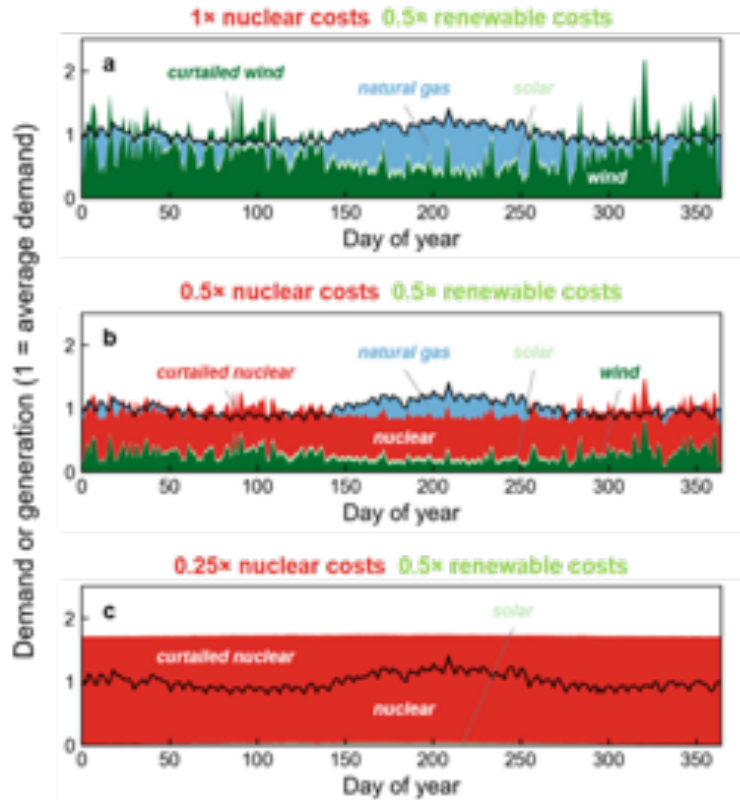 1× nuclear costs 0.5× renewable costs
a
curtailed wind
natural gas
solar
wind
2
1
0
0 50 100 150 200 250 300 350
Day of year
Demand or generation (1 = average demand)
0.5× nuclear costs 0.5× renewable costs
b
curtailed nuclear
natural gas
solar
wind
nuclear
2
1
0
0 50 100 150 200 250 300 350
Day of year
0.25× nuclear costs 0.5× renewable costs
c
solar
curtailed nuclear
nuclear
2
1
0
0 50 100 150 200 250 300 350
Day of year